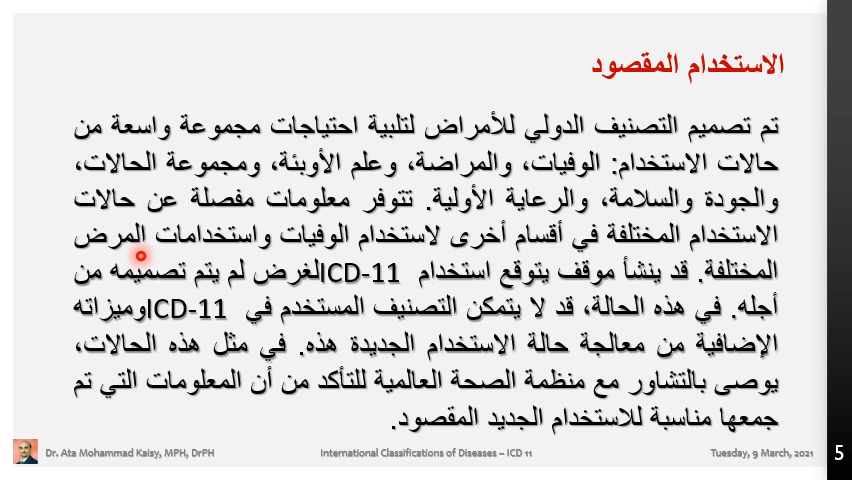 الاستخدام المقصود
تم تصميم التصنيف الدولي للأمراض لتلبية احتياجات مجموعة واسعة من
حالات الاستخدام: الوفيات، والمراضة، وعلم الأوبئة، ومجموعة الحالات،
والجودة والسلامة، والرعاية الأولية. تتوفر معلومات مفصلة عن حالات
الاستخدام المختلفة في أقسام أخرى لاستخدام الوفيات واستخدامات المرض
المختلفة. قد ينشأ موقف يتوقع استخدام ICD-11لغرض لم يتم تصميمه من
أجله. في هذه الحالة، قد لا يتمكن التصنيف المستخدم في ICD-11وميزاته
الإضافية من معالجة حالة الاستخدام الجديدة هذه. في مثل هذه الحالات،
يوصى بالتشاور مع منظمة الصحة العالمية للتأكد من أن المعلومات التي تم
جمعها مناسبة للاستخدام الجديد المقصود.
Dr. Ata Mohammad Kaisy, MPH, DrPH
International Classifications of Diseases – ICD 11
Tuesday, 9 March, 2021
5